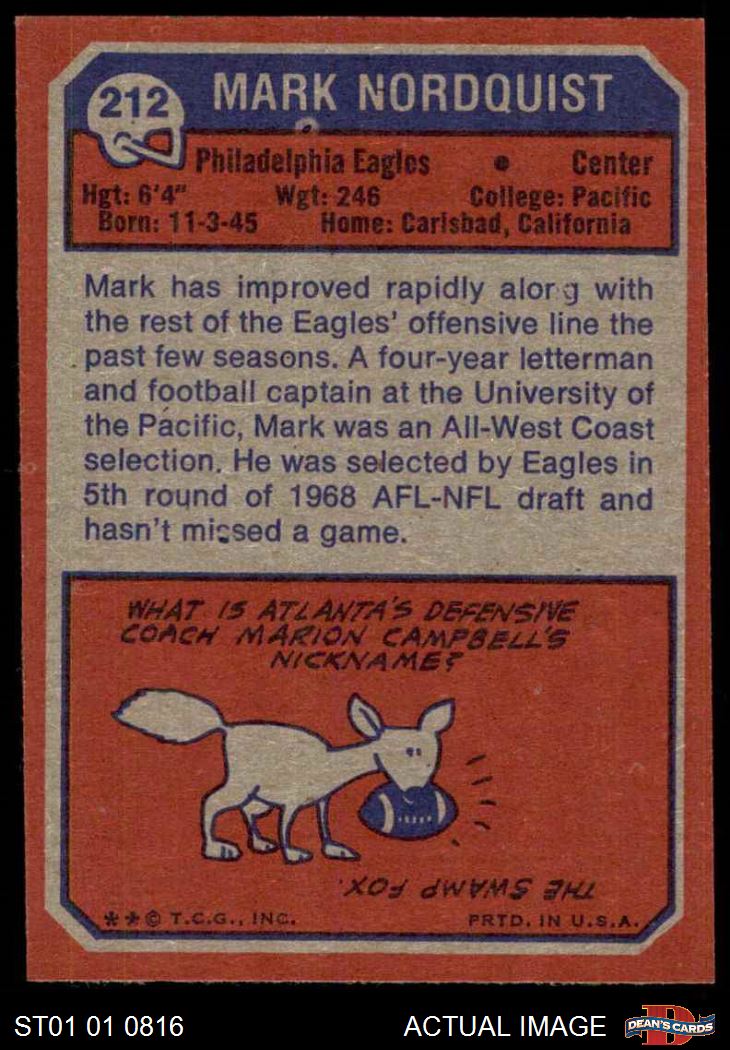 212 MARK NORDQUIST
Philadelphia Eagles • Center
Hgt: 6'4" Wgt: 246 College: Pacific
Born: 11-3-45 Home: Carlsbad, California
Mark has improved rapidly along with
the rest of the Eagles' offensive line the
past few seasons. A four-year letterman
and football captain at the University of
the Pacific, Mark was an All-West Coast
selection. He was selected by Eagles in
5th round of 1968 AFL-NFL draft and
hasn't missed a game.
WHAT IS ATLANTA'S DEFENSIVE
COACH MARION CAMPBELL'S
NICKNAME?
THE SWAMP FOX.
**© T.C.G., INC. PRTD. IN U.S.A.
ST01 01 0816 ACTUAL IMAGE DEAN'S CARDS